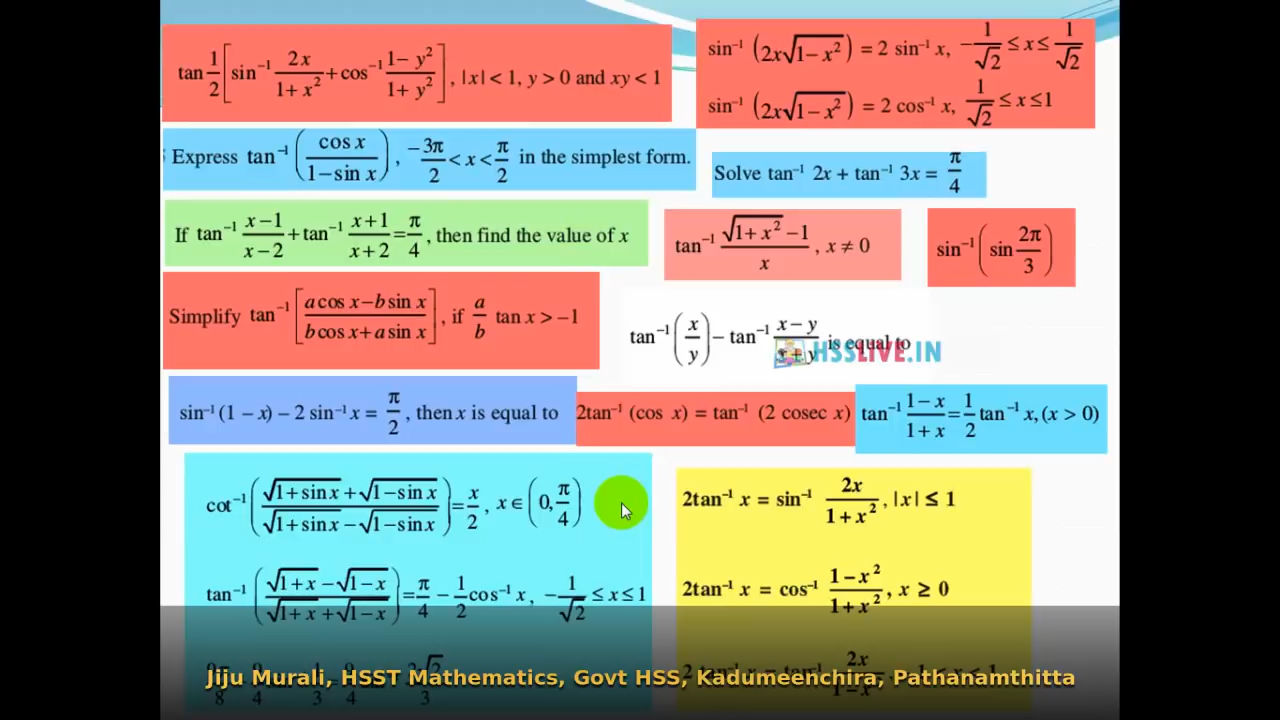 tan 1/2 [sin⁻¹ 2x/(1+x²) + cos⁻¹ (1−y²)/(1+y²)], |x| < 1, y > 0 and xy < 1
sin⁻¹ (2x√(1−x²)) = 2 sin⁻¹ x, −1/√2 ≤ x ≤ 1/√2
sin⁻¹ (2x√(1−x²)) = 2 cos⁻¹ x, 1/√2 ≤ x ≤ 1
Express tan⁻¹ (cos x/(1−sin x)), −3π/2 < x < π/2 in the simplest form.
Solve tan⁻¹ 2x + tan⁻¹ 3x = π/4
If tan⁻¹ (x−1)/(x−2) + tan⁻¹ (x+1)/(x+2) = π/4, then find the value of x
tan⁻¹ (√(1+x²) −1)/x, x ≠ 0
sin⁻¹ (sin 2π/3)
Simplify tan⁻¹ [(a cos x−b sin x)/(b cos x+a sin x)], if a/b tan x > −1
tan⁻¹ (x/y) − tan⁻¹ (x−y)/(x+y) is equal to
HSSLIVE.IN
sin⁻¹ (1 − x) − 2 sin⁻¹ x = π/2, then x is equal to
2tan⁻¹ (cos x) = tan⁻¹ (2 cosec x)
tan⁻¹ (1−x)/(1+x) = 1/2 tan⁻¹ x, (x > 0)
cot⁻¹ ((√(1+sin x)+√(1−sin x))/(√(1+sin x)−√(1−sin x))) = x/2, x ∈ (0, π/4)
tan⁻¹ ((√(1+x)−√(1−x))/(√(1+x)+√(1−x))) = π/4 − 1/2 cos⁻¹ x, −1/√2 ≤ x ≤ 1
2tan⁻¹ x = sin⁻¹ 2x/(1+x²), |x| ≤ 1
2tan⁻¹ x = cos⁻¹ (1−x²)/(1+x²), x ≥ 0
Jiju Murali, HSST Mathematics, Govt HSS, Kadumeenchira, Pathanamthitta